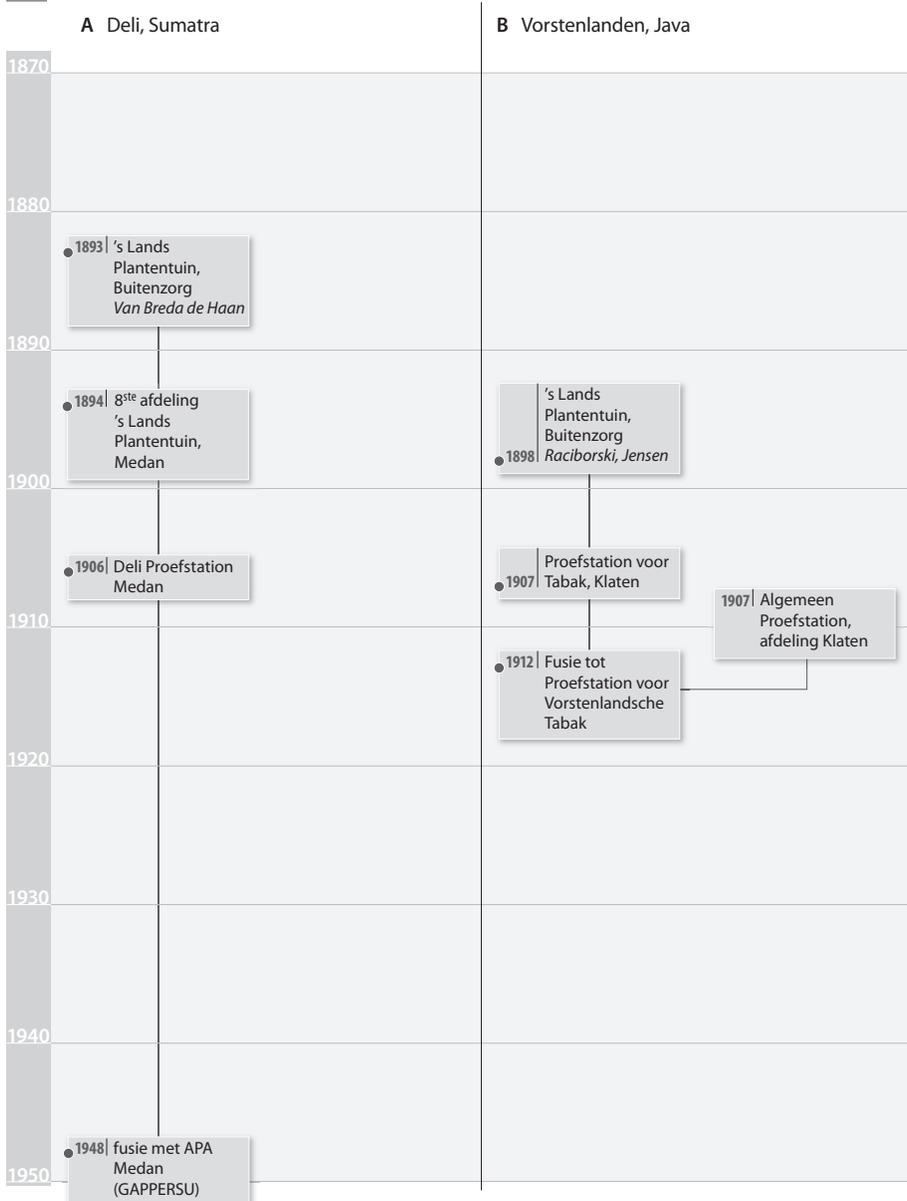 A Deli, Sumatra
B Vorstenlanden, Java
1870
1880
1893 's Lands
Plantentuin,
Buitenzorg
Van Breda de Haan
1890
1894 8ste afdeling
's Lands
Plantentuin,
Medan
's Lands
Plantentuin,
Buitenzorg
1898 Raciborski, Jensen
1900
1906 Deli Proefstation
Medan
Proefstation voor
1907 Tabak, Klaten
1907 Algemeen
Proefstation,
afdeling Klaten
1910
1912 Fusie tot
Proefstation voor
Vorstenlandsche
Tabak
1920
1930
1940
1948 fusie met APA
Medan
(GAPPERSU)
1950